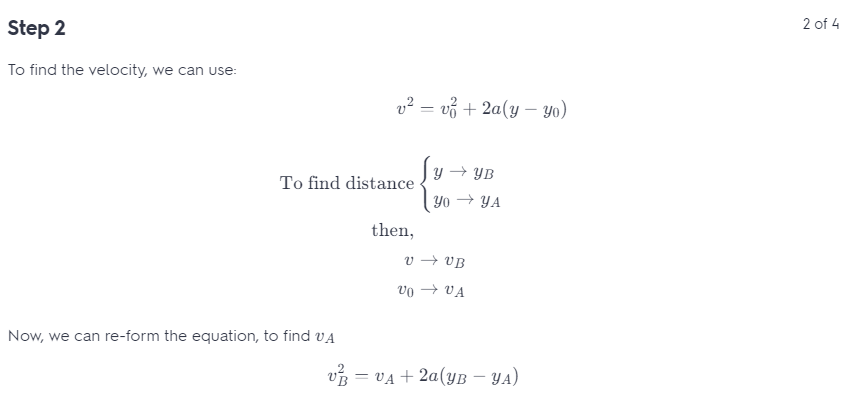 Step 2
2 of 4
To find the velocity, we can use:
v² = v₀² + 2a(y − y₀)
To find distance { y → y_B
y₀ → y_A
then,
v → v_B
v₀ → v_A
Now, we can re-form the equation, to find v_A
v_B² = v_A + 2a(y_B − y_A)